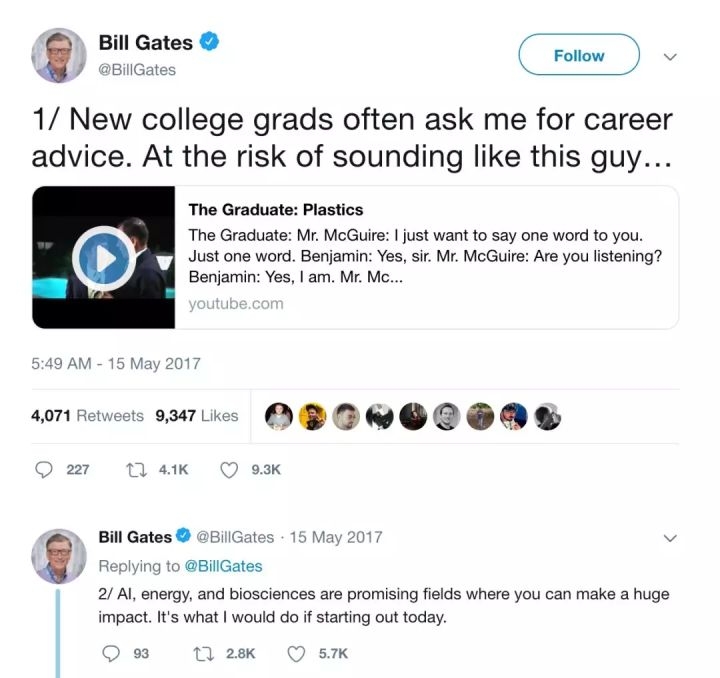 Bill Gates
@BillGates
Follow
1/ New college grads often ask me for career
advice. At the risk of sounding like this guy…
The Graduate: Plastics
The Graduate: Mr. McGuire: I just want to say one word to you.
Just one word. Benjamin: Yes, sir. Mr. McGuire: Are you listening?
Benjamin: Yes, I am. Mr. Mc...
youtube.com
5:49 AM - 15 May 2017
4,071 Retweets 9,347 Likes
227 4.1K 9.3K
Bill Gates @BillGates · 15 May 2017
Replying to @BillGates
2/ AI, energy, and biosciences are promising fields where you can make a huge
impact. It's what I would do if starting out today.
93 2.8K 5.7K